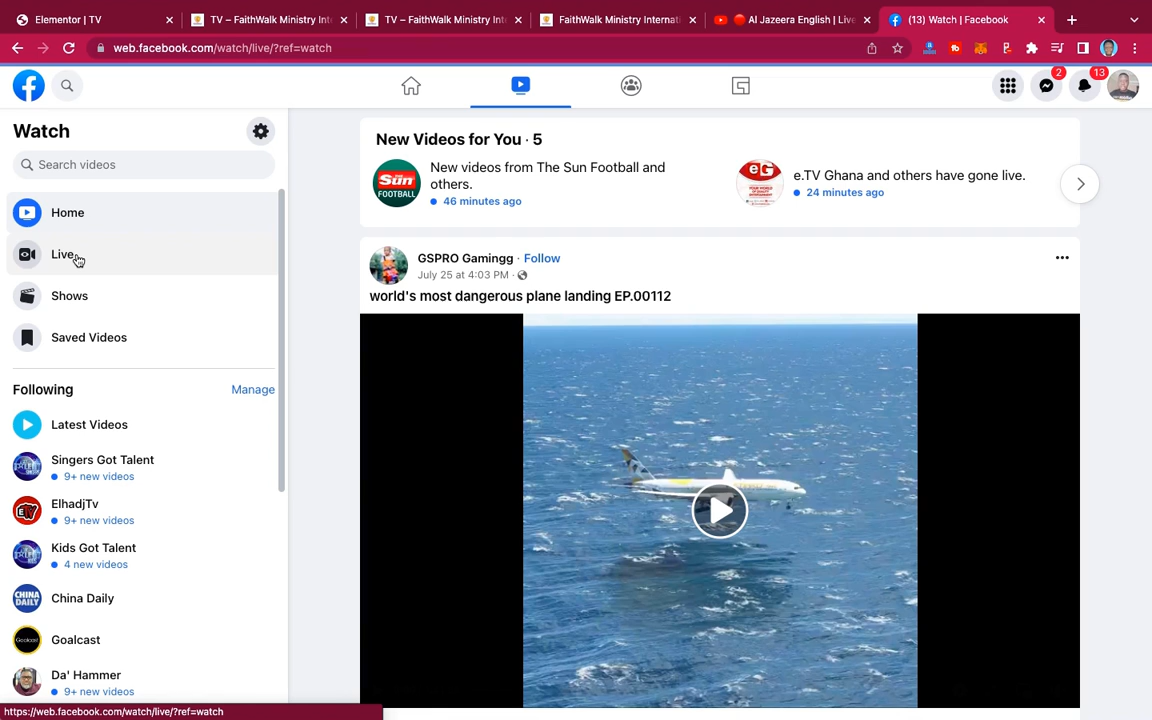 Elementor | TV
TV – FaithWalk Ministry Int
TV – FaithWalk Ministry Int
FaithWalk Ministry Internati
Al Jazeera English | Live
(13) Watch | Facebook
web.facebook.com/watch/live/?ref=watch
2
13
Watch
Search videos
Home
Live
Shows
Saved Videos
Following
Manage
Latest Videos
Singers Got Talent
9+ new videos
ElhadjTv
9+ new videos
Kids Got Talent
4 new videos
CHINA DAILY
China Daily
Goalcast
Goalcast
Da' Hammer
9+ new videos
New Videos for You · 5
Sun
FOOTBALL
New videos from The Sun Football and
others.
46 minutes ago
eG
e.TV Ghana and others have gone live.
24 minutes ago
GSPRO Gamingg · Follow
July 25 at 4:03 PM ·
world's most dangerous plane landing EP.00112
https://web.facebook.com/watch/live/?ref=watch